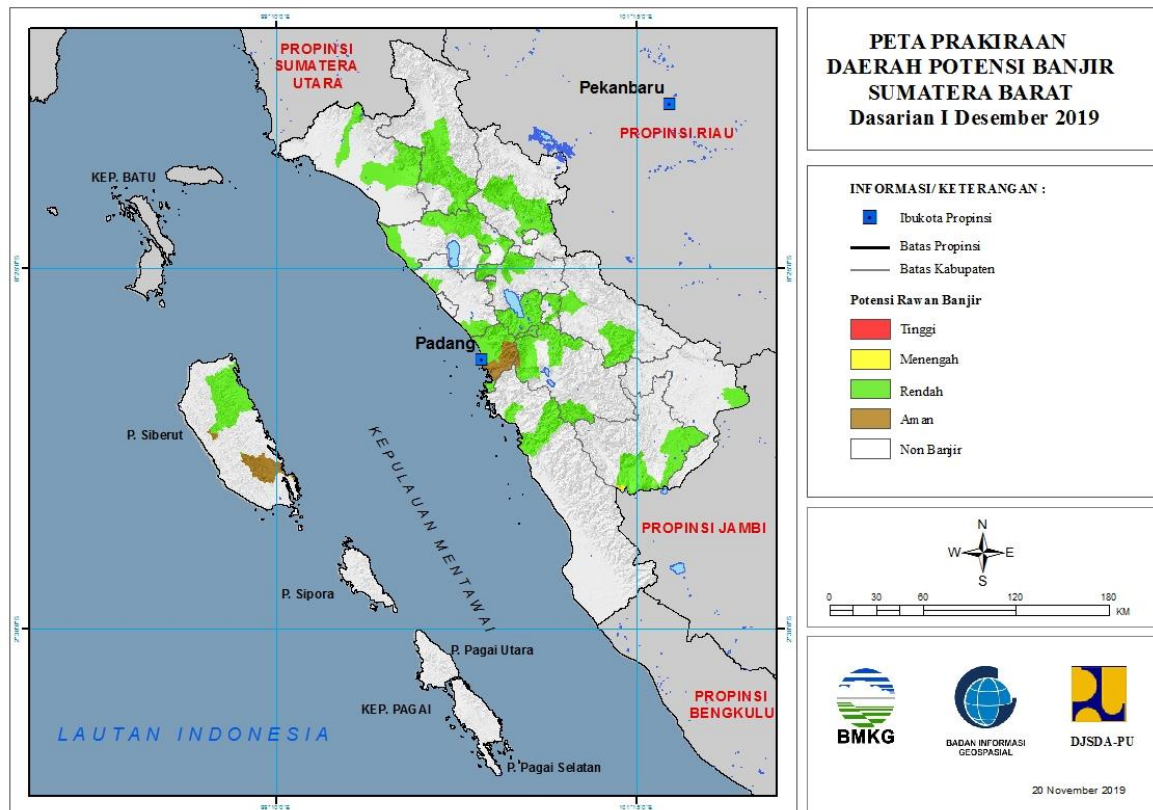 PETA PRAKIRAAN
DAERAH POTENSI BANJIR
SUMATERA BARAT
Dasarian I Desember 2019
INFORMASI/ KETERANGAN :
Ibukota Propinsi
Batas Propinsi
Batas Kabupaten
Potensi Rawan Banjir
Tinggi
Menengah
Rendah
Aman
Non Banjir
N
W
E
S
0
30
60
120
180
KM
BMKG
BADAN INFORMASI
GEOSPASIAL
DJSDA-PU
20 November 2019
PROPINSI
SUMATERA
UTARA
Pekanbaru
PROPINSI RIAU
KEP. BATU
Padang
P. Siberut
KEPULAUAN MENTAWAI
PROPINSI JAMBI
P. Sipora
P. Pagai Utara
KEP. PAGAI
PROPINSI
BENGKULU
LAUTAN INDONESIA
P. Pagai Selatan